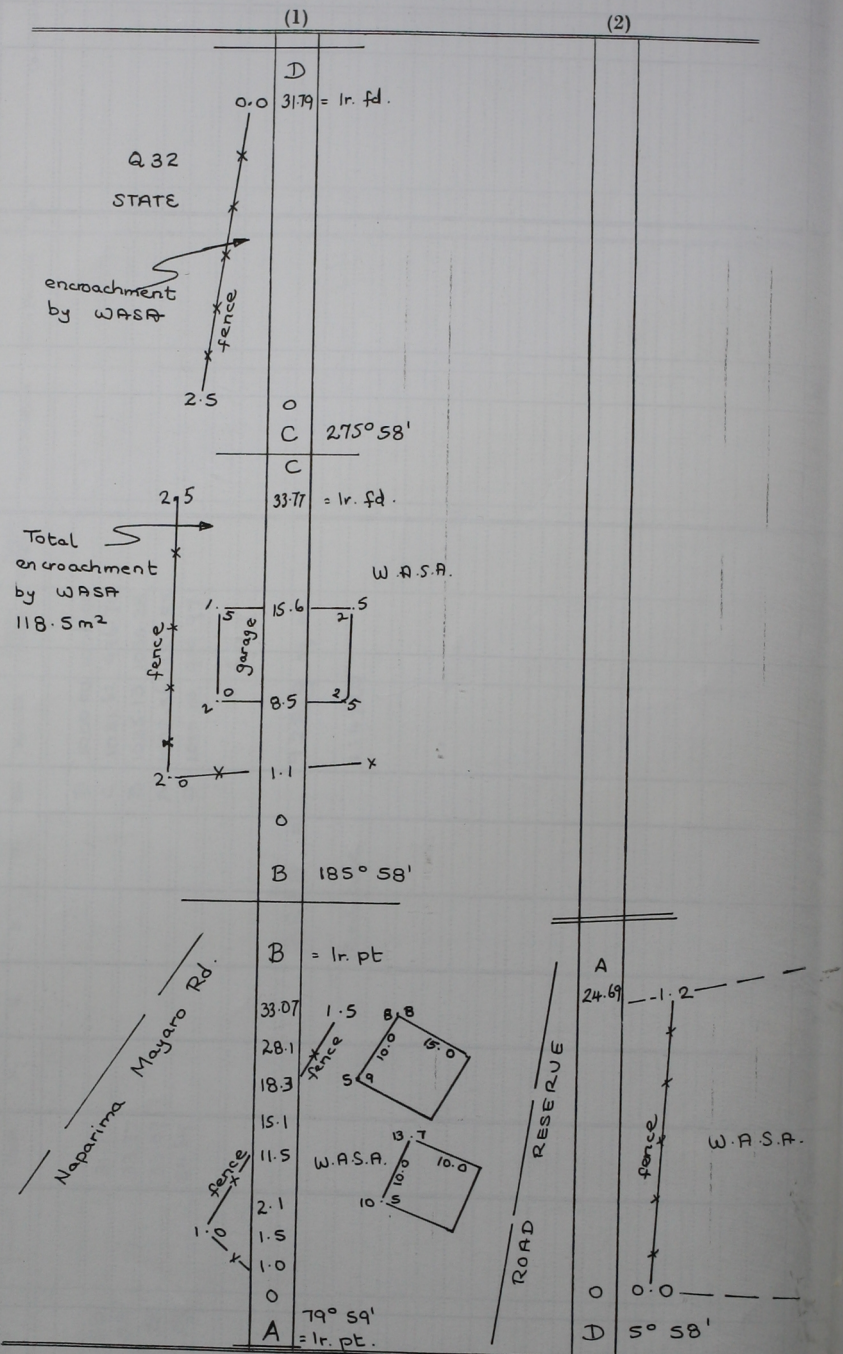 (1)
(2)
D
0.0 31.79 = Ir. fd.
Q 32
STATE
encroachment
by WASA
fence
2.5
0
C 275° 58'
C
2.5 33.77 = Ir. fd.
Total
encroachment
by WASA
118.5 m²
W.A.S.A.
1.5 15.6 2.5
garage
fence
2.0 8.5 2.5
2.0 1.1
0
B 185° 58'
B = Ir. pt
Naparima Mayaro Rd.
33.07 1.5 8.8
28.1 10.0 15.0
fence
18.3 5.9
15.1 13.7
11.5 W.A.S.A. 10.0 10.0
fence
2.1 10.5
1.0 1.5
1.0
0
79° 59'
A = Ir. pt.
A
24.69 1.2
ROAD RESERVE
fence
W.A.S.A.
0 0.0
D 5° 58'